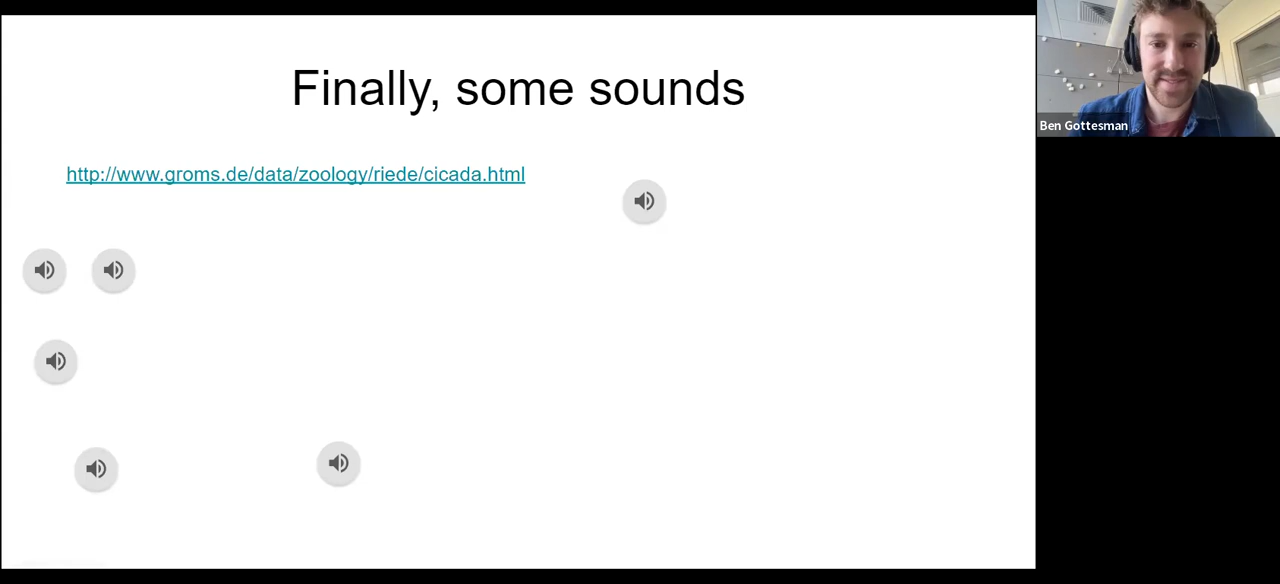 Finally, some sounds
http://www.groms.de/data/zoology/riede/cicada.html
Ben Gottesman